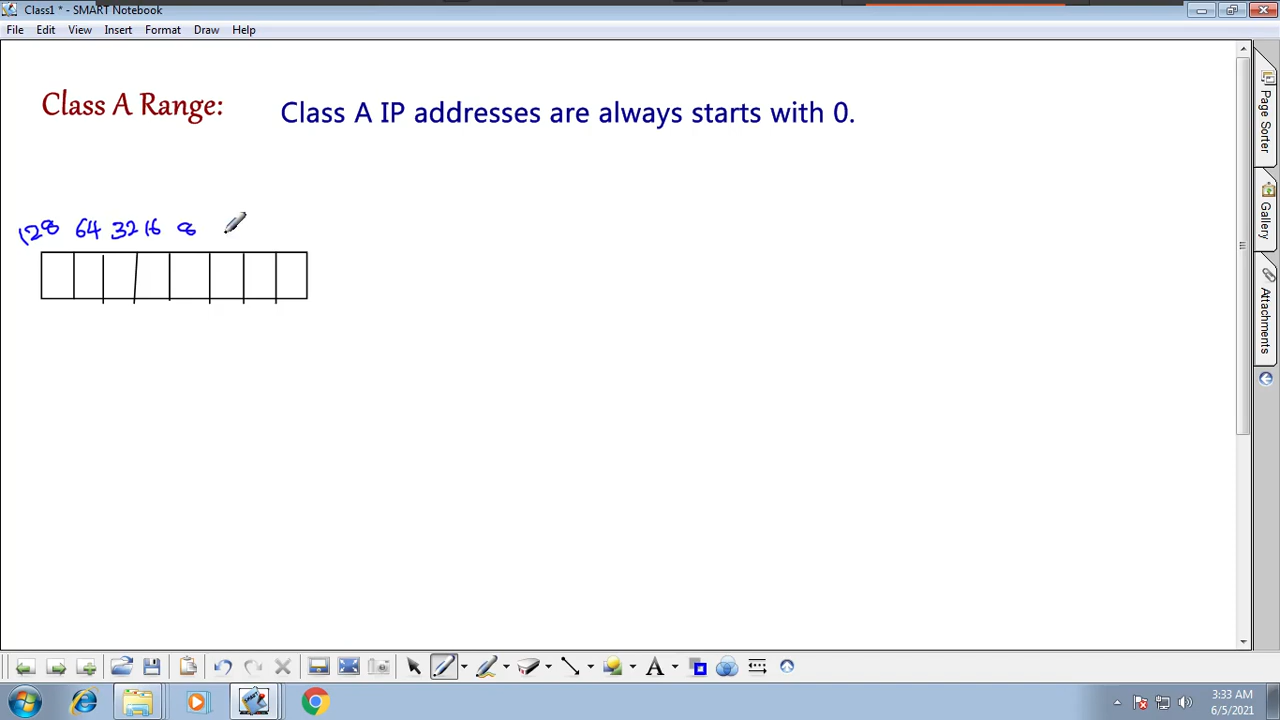 Class1 * - SMART Notebook
File Edit View Insert Format Draw Help
Class A Range: Class A IP addresses are always starts with 0.
128 64 32 16 8
Page Sorter
Gallery
Attachments
3:33 AM
6/5/2021